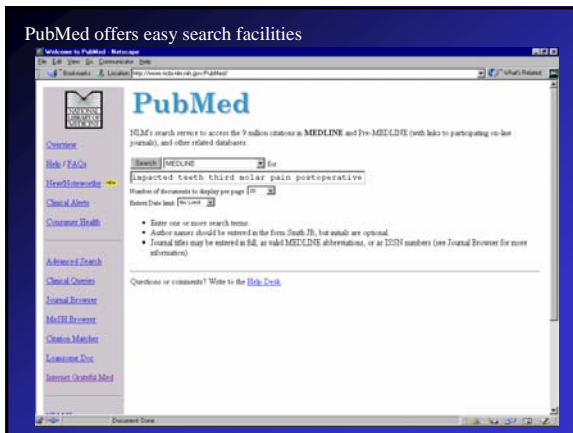 PubMed offers easy search facilities
Welcome to PubMed - Netscape
File Edit View Go Communicator Help
Bookmarks Location: http://www.ncbi.nlm.nih.gov/PubMed/ What's Related
NATIONAL
LIBRARY OF
MEDICINE
PubMed
NLM's search service to access the 9 million citations in MEDLINE and Pre-MEDLINE (with links to participating on-line
journals), and other related databases.
Search MEDLINE for
impacted teeth third molar pain postoperative
Number of documents to display per page 20
Entrez Date limit: No Limit
• Enter one or more search terms.
• Author names should be entered in the form Smith JB, but initials are optional.
• Journal titles may be entered in full, as valid MEDLINE abbreviations, or as ISSN numbers (see Journal Browser for more
information).
Questions or comments? Write to the Help Desk.
Overview
Help / FAQs
New/Noteworthy
Clinical Alerts
Consumer Health
Advanced Search
Clinical Queries
Journal Browser
MeSH Browser
Citation Matcher
Loansome Doc
Internet Grateful Med
Document Done